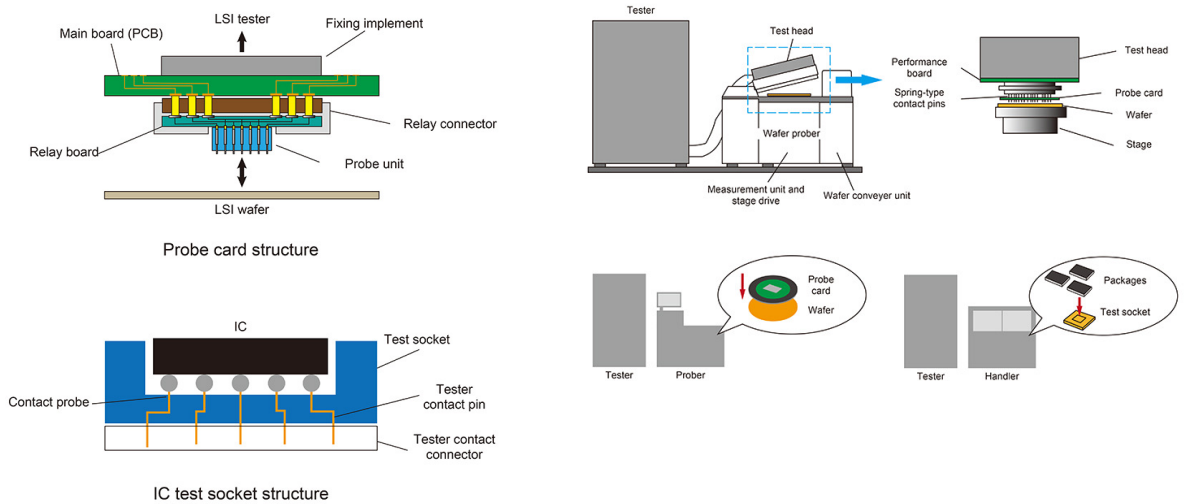 LSI tester
Fixing implement
Main board (PCB)
Relay connector
Relay board
Probe unit
LSI wafer
Probe card structure
IC
Test socket
Contact probe
Tester
contact pin
Tester contact
connector
IC test socket structure
Tester
Test head
Wafer prober
Measurement unit and
stage drive
Wafer conveyer unit
Performance
board
Spring-type
contact pins
Test head
Probe card
Wafer
Stage
Probe
card
Wafer
Tester
Prober
Packages
Test socket
Tester
Handler